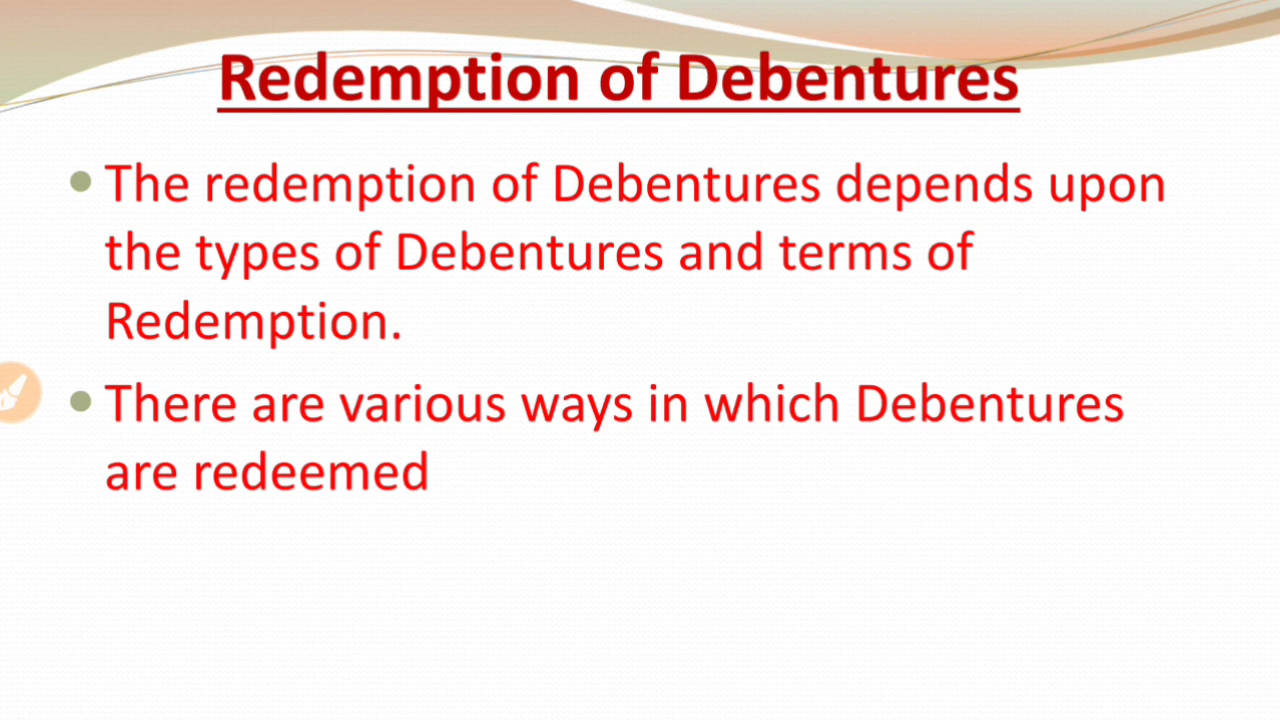 Redemption of Debentures
• The redemption of Debentures depends upon
the types of Debentures and terms of
Redemption.
• There are various ways in which Debentures
are redeemed